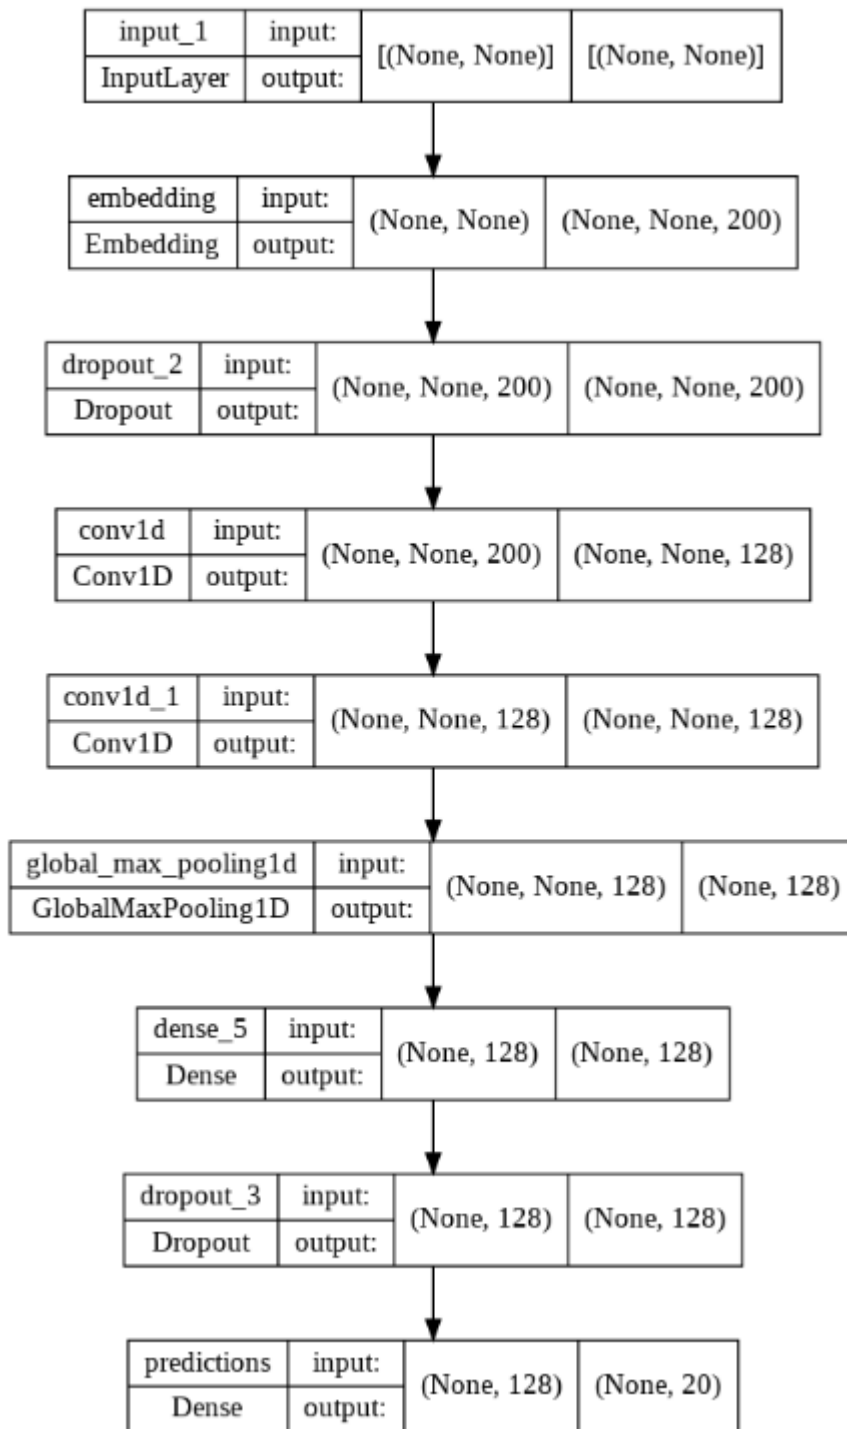 input_1 input: [(None, None)] [(None, None)]
InputLayer output:
embedding input: (None, None) (None, None, 200)
Embedding output:
dropout_2 input: (None, None, 200) (None, None, 200)
Dropout output:
conv1d input: (None, None, 200) (None, None, 128)
Conv1D output:
conv1d_1 input: (None, None, 128) (None, None, 128)
Conv1D output:
global_max_pooling1d input: (None, None, 128) (None, 128)
GlobalMaxPooling1D output:
dense_5 input: (None, 128) (None, 128)
Dense output:
dropout_3 input: (None, 128) (None, 128)
Dropout output:
predictions input: (None, 128) (None, 20)
Dense output: